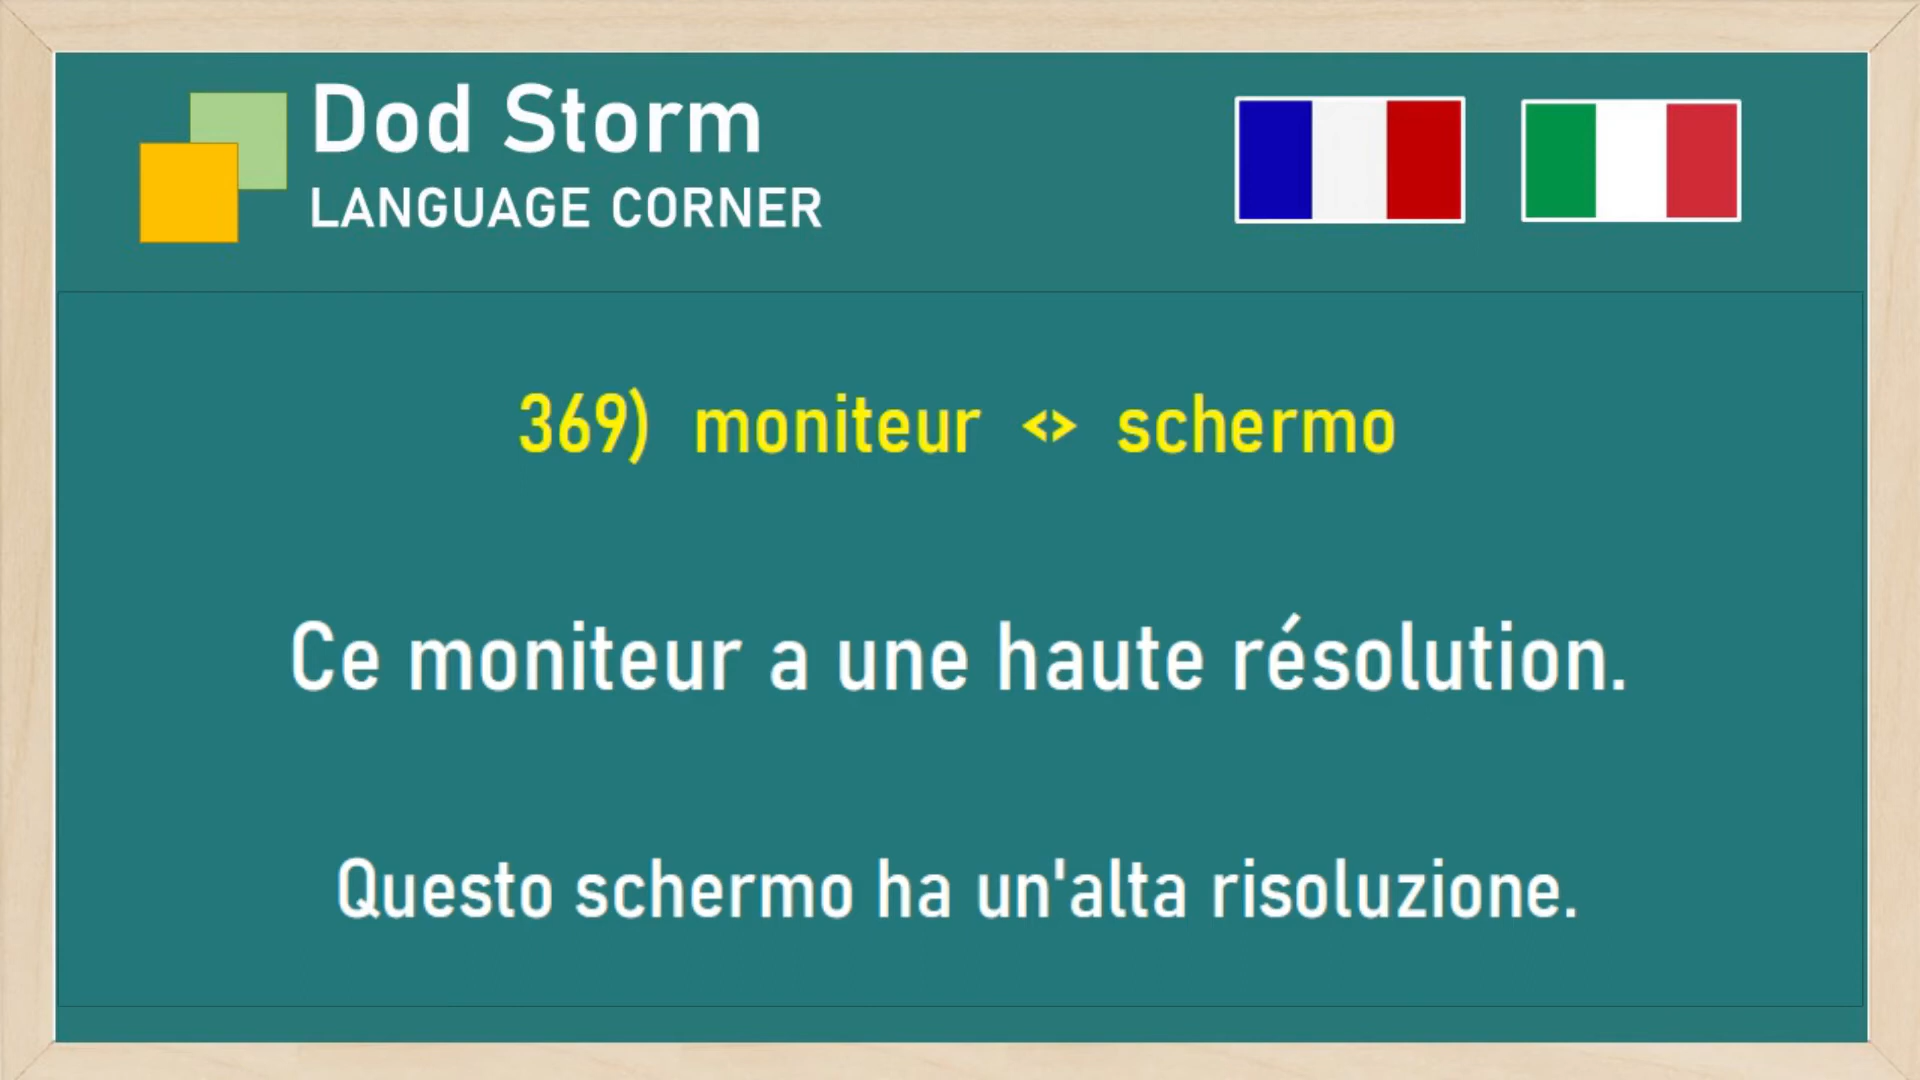 Dod Storm
LANGUAGE CORNER
369) moniteur <> schermo
Ce moniteur a une haute résolution.
Questo schermo ha un'alta risoluzione.